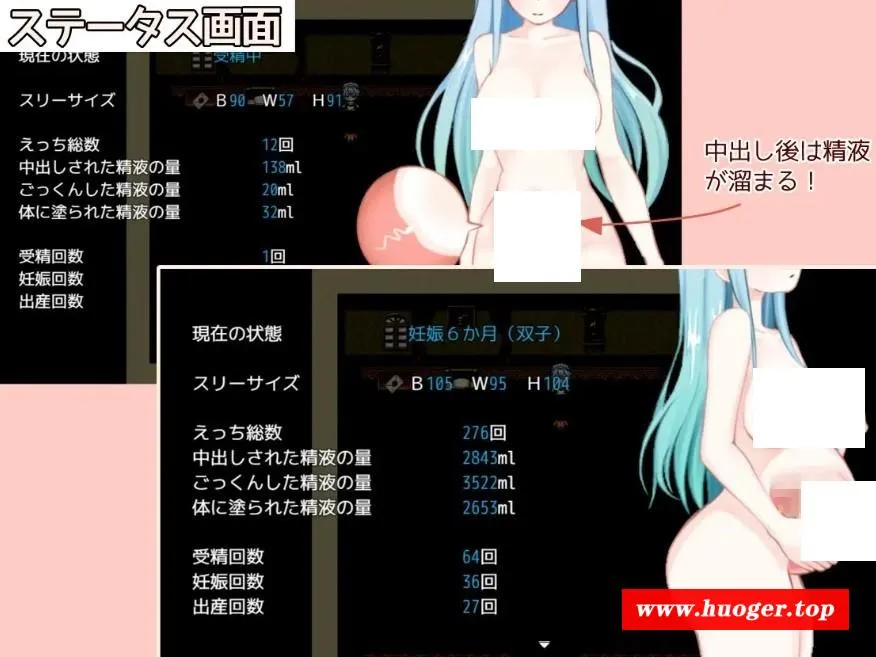 ステータス画面
現在の状態 受精中
スリーサイズ B90 W57 H91
えっち総数 12回
中出しされた精液の量 138ml
ごっくんした精液の量 20ml
体に塗られた精液の量 32ml
受精回数 1回
妊娠回数
出産回数
中出し後は精液
が溜まる！
現在の状態 妊娠6か月（双子）
スリーサイズ B105 W95 H104
えっち総数 276回
中出しされた精液の量 2843ml
ごっくんした精液の量 3522ml
体に塗られた精液の量 2653ml
受精回数 64回
妊娠回数 36回
出産回数 27回
www.huoger.top